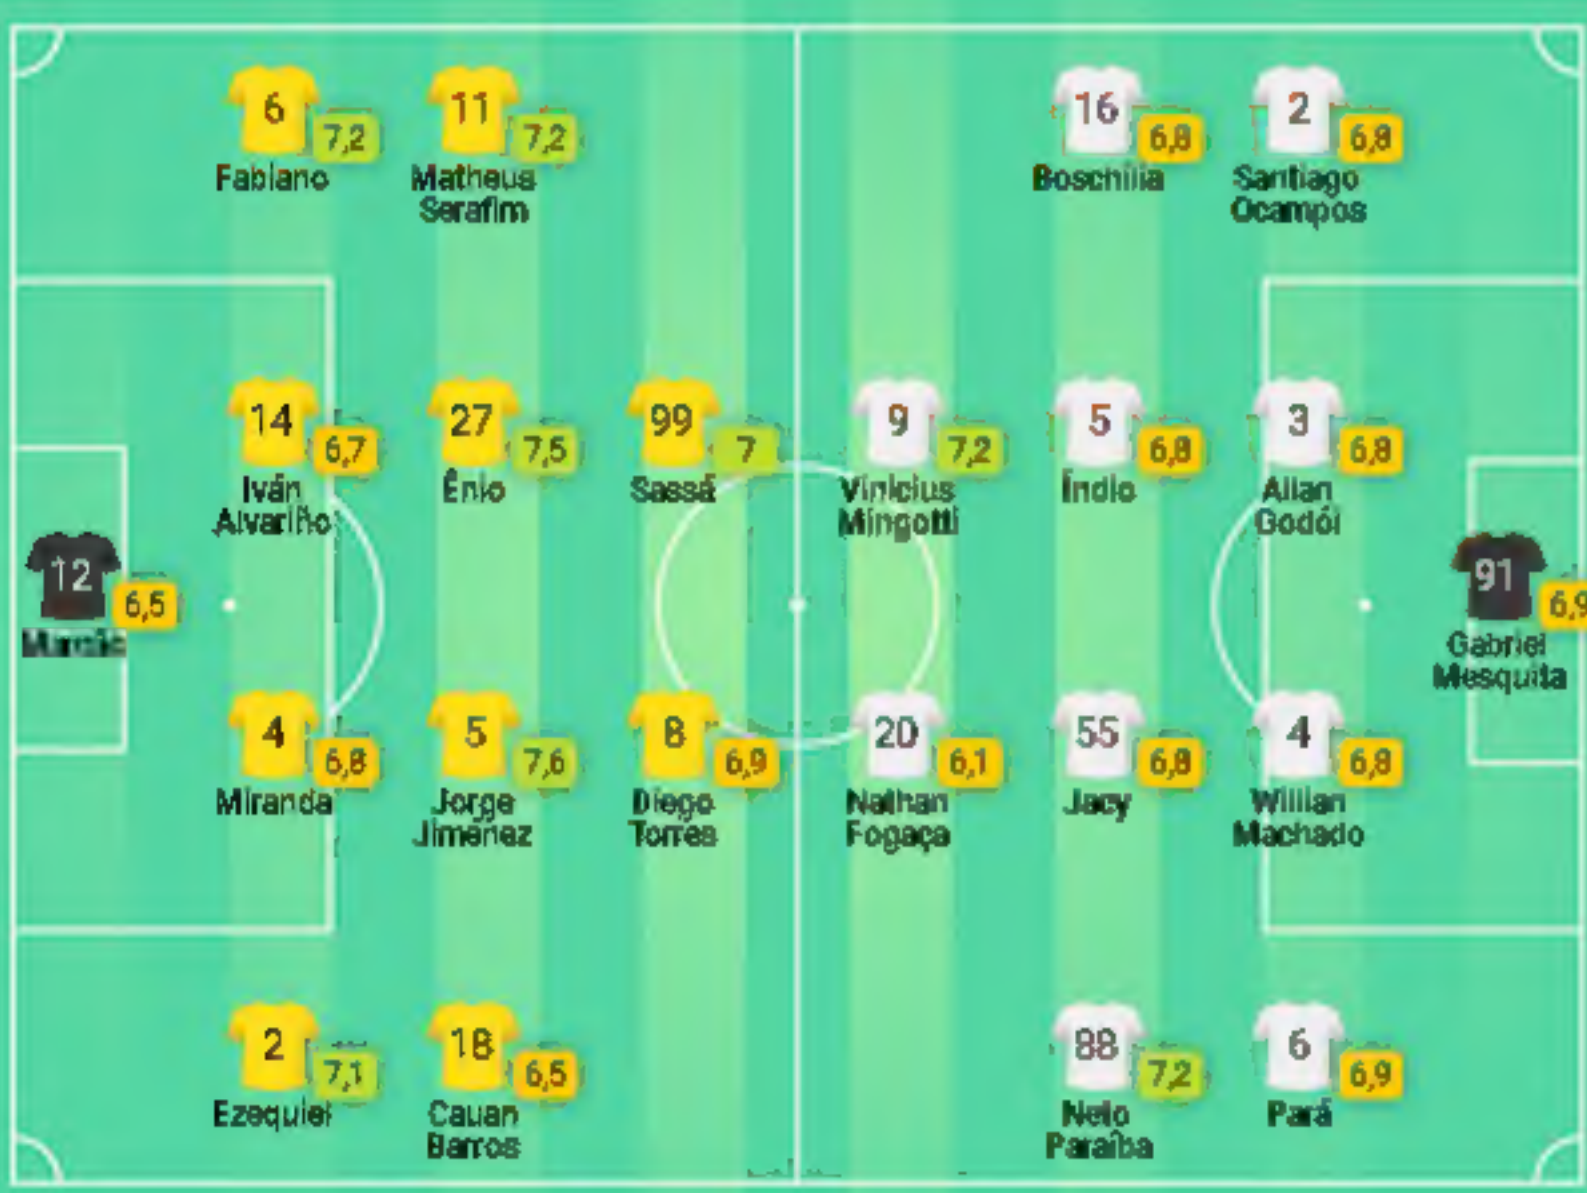 6
7,2
Fabiano
11
7,2
Matheus
Serafim
16
6,8
Boschilia
2
6,8
Santiago
Ocampos
14
6,7
Iván
Alvariño
27
7,5
Ênio
99
7
Sassá
9
7,2
Vinicius
Mingotti
5
6,8
Índio
3
6,8
Allan
Godói
12
6,5
91
6,9
Gabriel
Mesquita
4
6,8
Miranda
5
7,6
Jorge
Jiménez
8
6,9
Diego
Torres
20
6,1
Nathan
Fogaça
55
6,8
Jacy
4
6,8
Willian
Machado
2
7,1
Ezequiel
18
6,5
Cauan
Barros
88
7,2
Neto
Paraíba
6
6,9
Pará